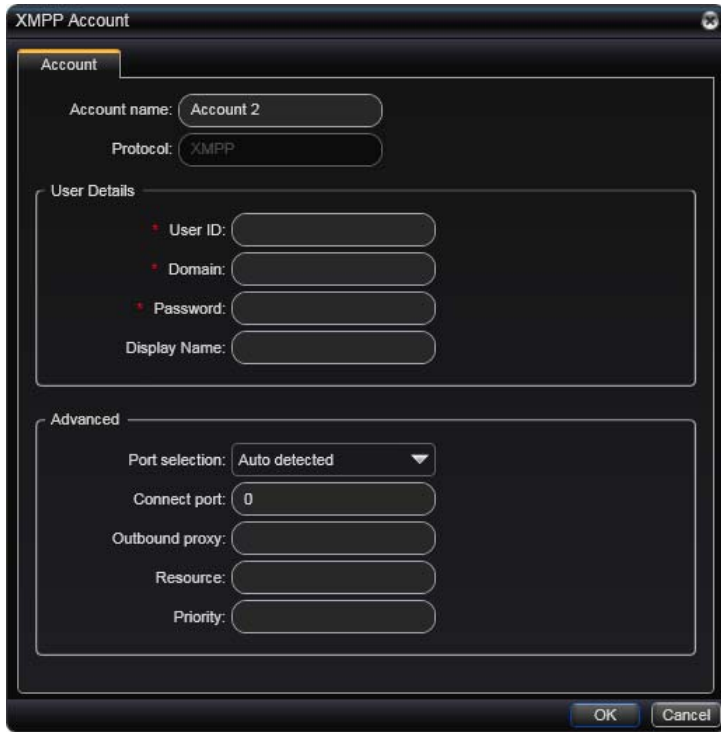 XMPP Account
Account
Account name: Account 2
Protocol: XMPP
User Details
* User ID:
* Domain:
* Password:
Display Name:
Advanced
Port selection: Auto detected
Connect port: 0
Outbound proxy:
Resource:
Priority:
OK Cancel